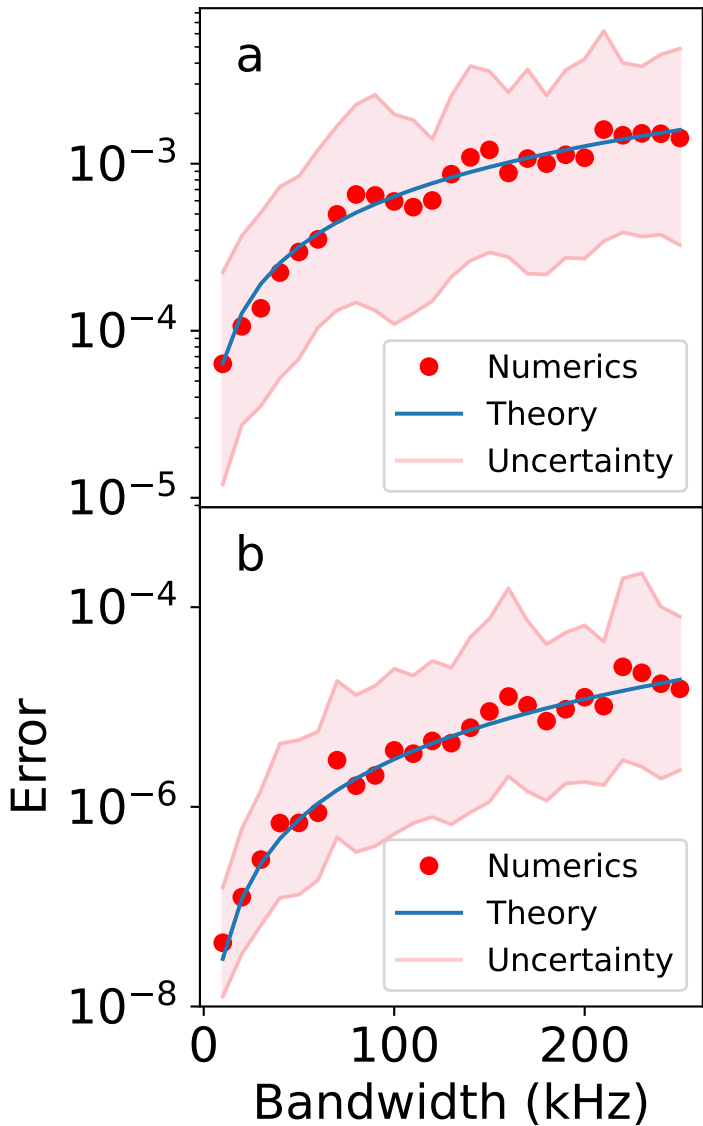 a
10⁻³
10⁻⁴
10⁻⁵
Numerics
Theory
Uncertainty
b
10⁻⁴
10⁻⁶
10⁻⁸
Error
Numerics
Theory
Uncertainty
0 100 200
Bandwidth (kHz)